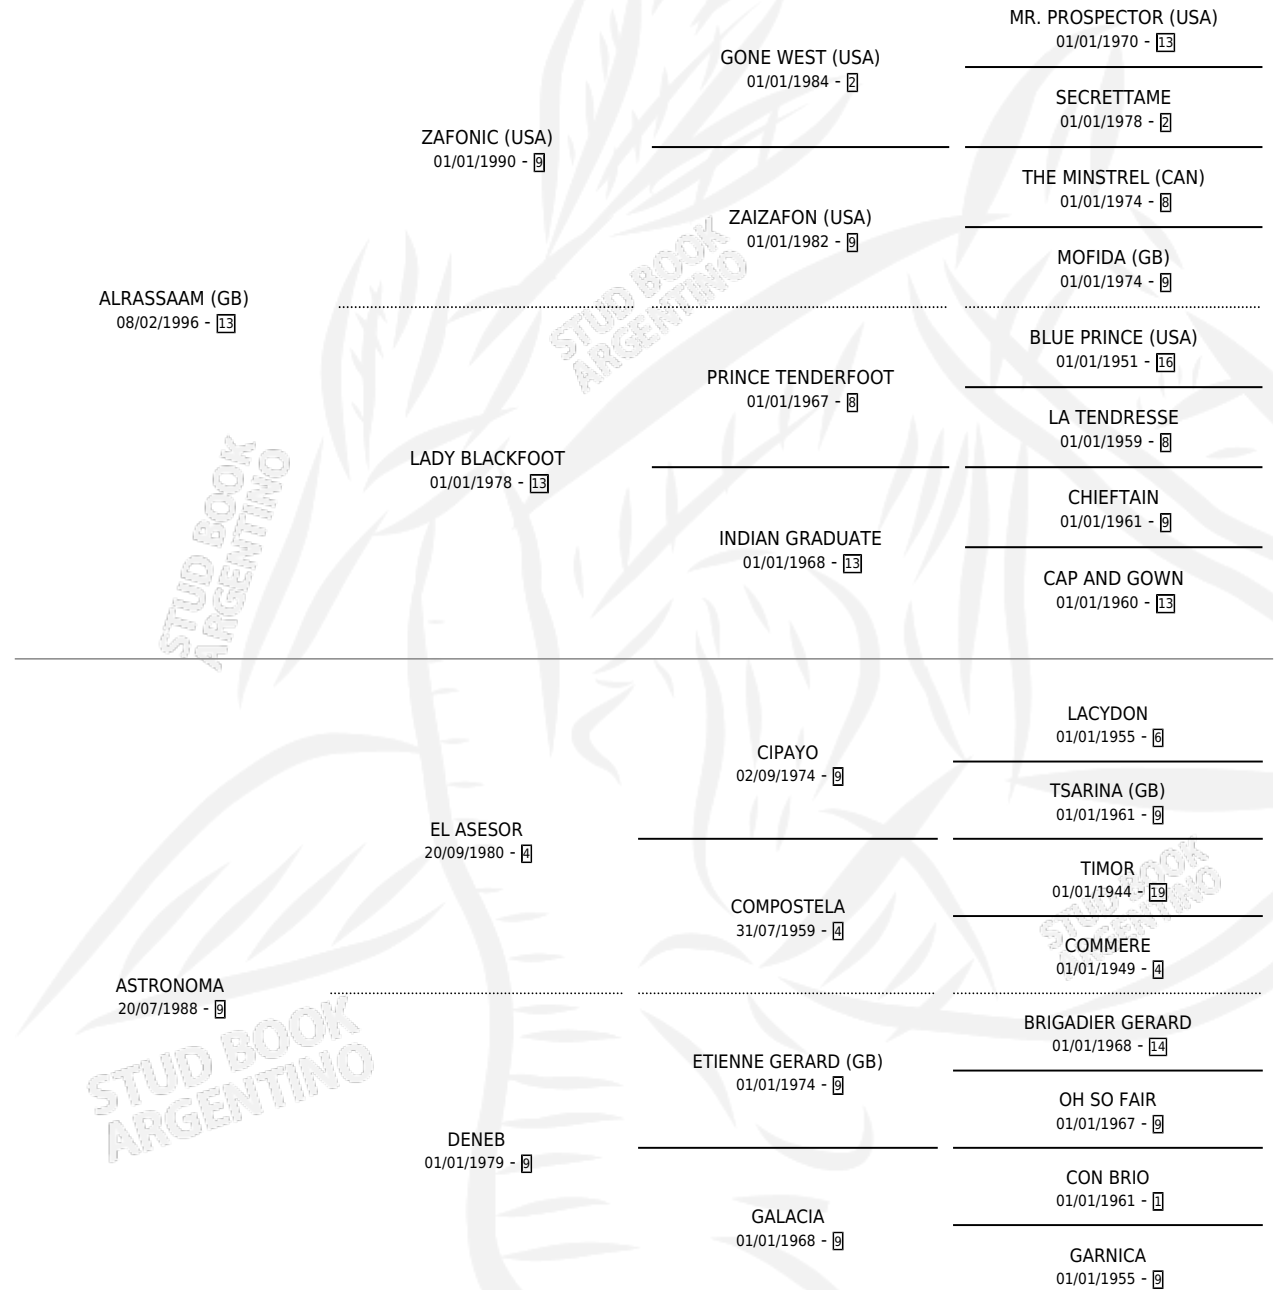 MR. PROSPECTOR (USA)
01/01/1970 - 13
GONE WEST (USA)
01/01/1984 - 2
SECRETTAME
01/01/1978 - 2
ZAFONIC (USA)
01/01/1990 - 9
THE MINSTREL (CAN)
01/01/1974 - 8
ZAIZAFON (USA)
01/01/1982 - 9
MOFIDA (GB)
01/01/1974 - 9
ALRASSAAM (GB)
08/02/1996 - 13
STUD BOOK
ARGENTINO
BLUE PRINCE (USA)
01/01/1951 - 16
PRINCE TENDERFOOT
01/01/1967 - 8
LA TENDRESSE
01/01/1959 - 8
LADY BLACKFOOT
01/01/1978 - 13
CHIEFTAIN
01/01/1961 - 9
INDIAN GRADUATE
01/01/1968 - 13
CAP AND GOWN
01/01/1960 - 13
STUD BOOK
ARGENTINO
LACYDON
01/01/1955 - 6
CIPAYO
02/09/1974 - 9
TSARINA (GB)
01/01/1961 - 9
EL ASESOR
20/09/1980 - 4
TIMOR
01/01/1944 - 19
COMPOSTELA
31/07/1959 - 4
COMMERE
01/01/1949 - 4
STUD BOOK
ARGENTINO
ASTRONOMA
20/07/1988 - 9
BRIGADIER GERARD
01/01/1968 - 14
ETIENNE GERARD (GB)
01/01/1974 - 9
OH SO FAIR
01/01/1967 - 9
STUD BOOK
ARGENTINO
DENEB
01/01/1979 - 9
CON BRIO
01/01/1961 - 1
GALACIA
01/01/1968 - 9
GARNICA
01/01/1955 - 9